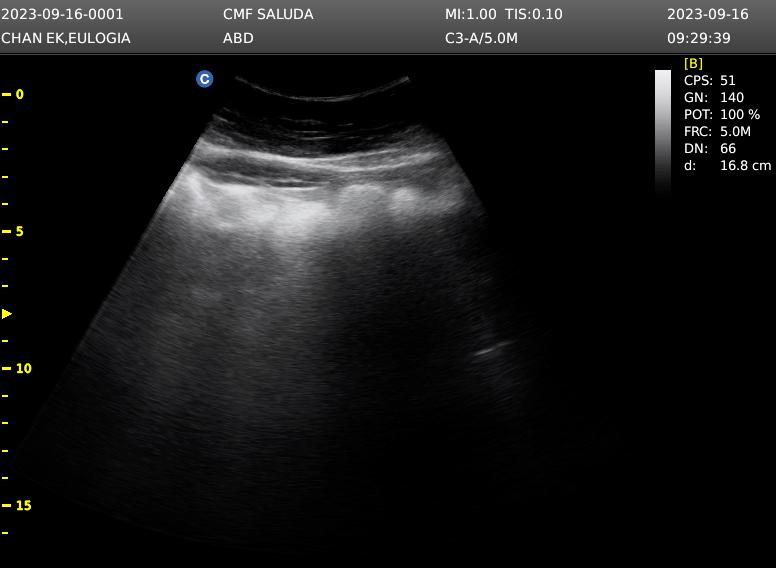 2023-09-16-0001 CMF SALUDA MI:1.00 TIS:0.10 2023-09-16
CHAN EK,EULOGIA ABD C3-A/5.0M 09:29:39
C
[B]
CPS: 51
GN: 140
POT: 100 %
FRC: 5.0M
DN: 66
d: 16.8 cm
0
5
10
15